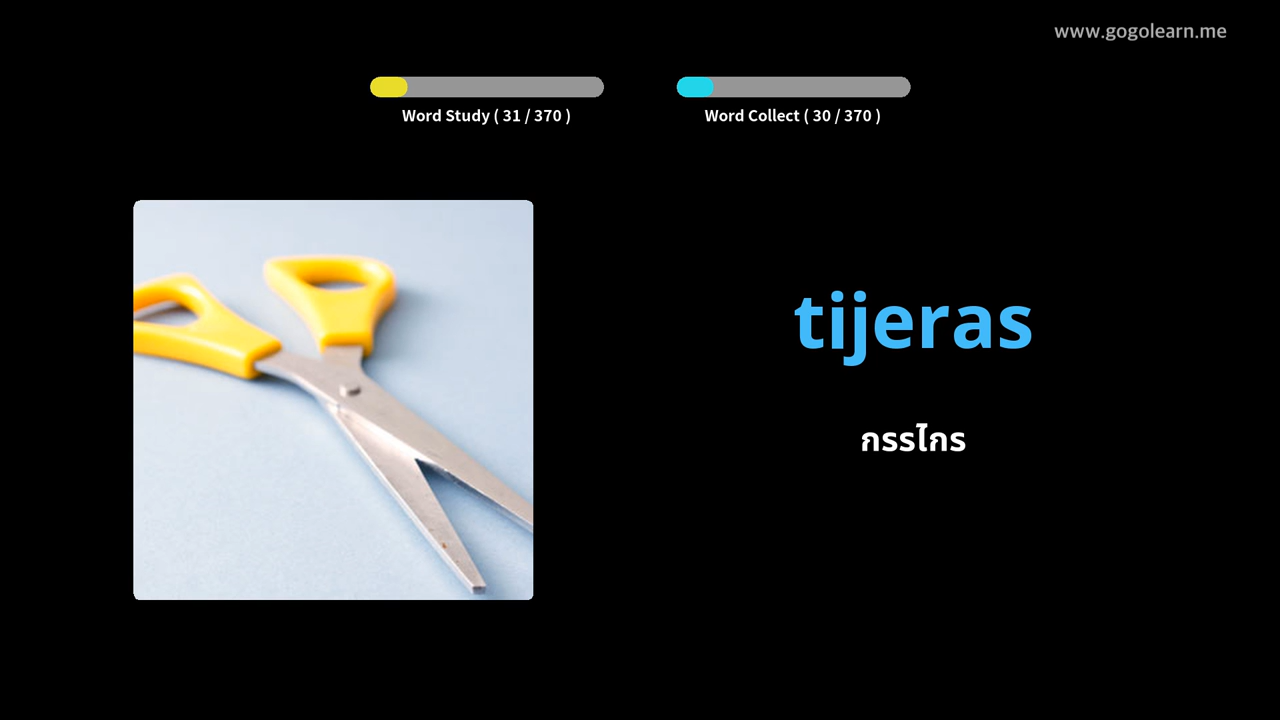 www.gogolearn.me
Word Study ( 31 / 370 )
Word Collect ( 30 / 370 )
tijeras
กรรไกร